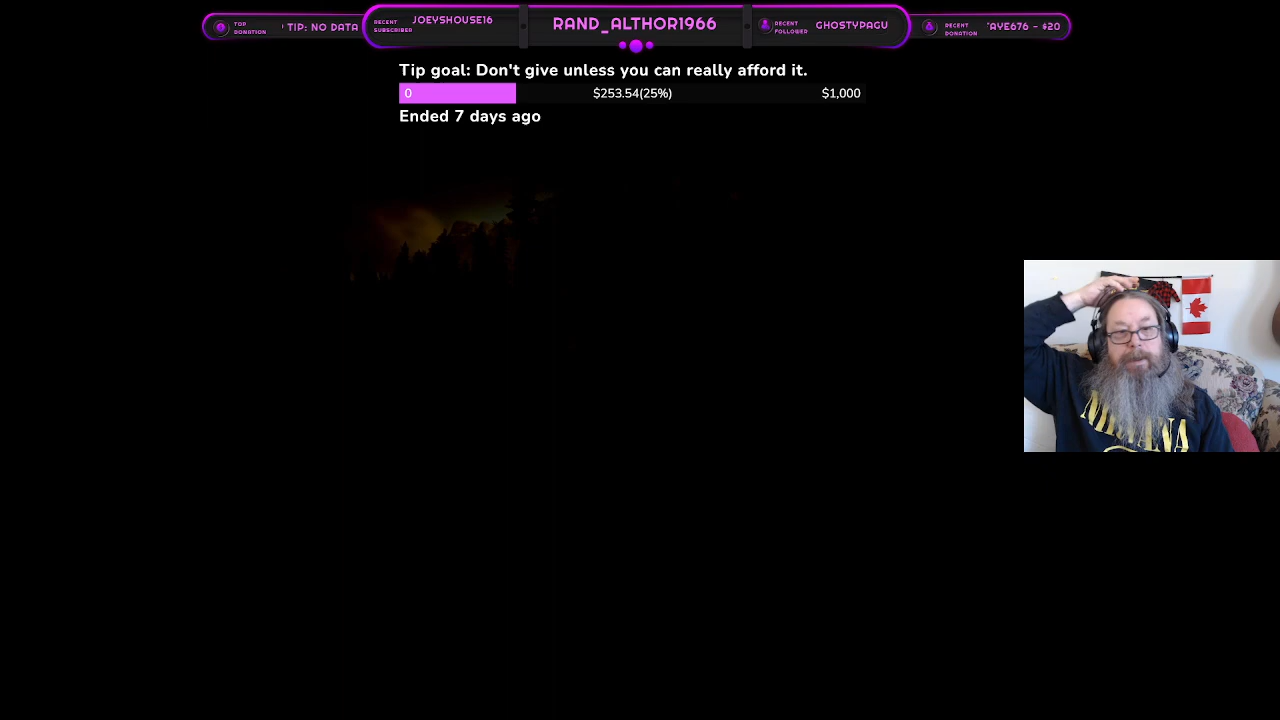 TOP
DONATION
TIP: NO DATA
RECENT
SUBSCRIBER
JOEYSHOUSE16
RAND_ALTHOR1966
RECENT
FOLLOWER
GHOSTYPAGU
RECENT
DONATION
AYE676 - $20
Tip goal: Don't give unless you can really afford it.
0 $253.54(25%) $1,000
Ended 7 days ago
NIRVANA